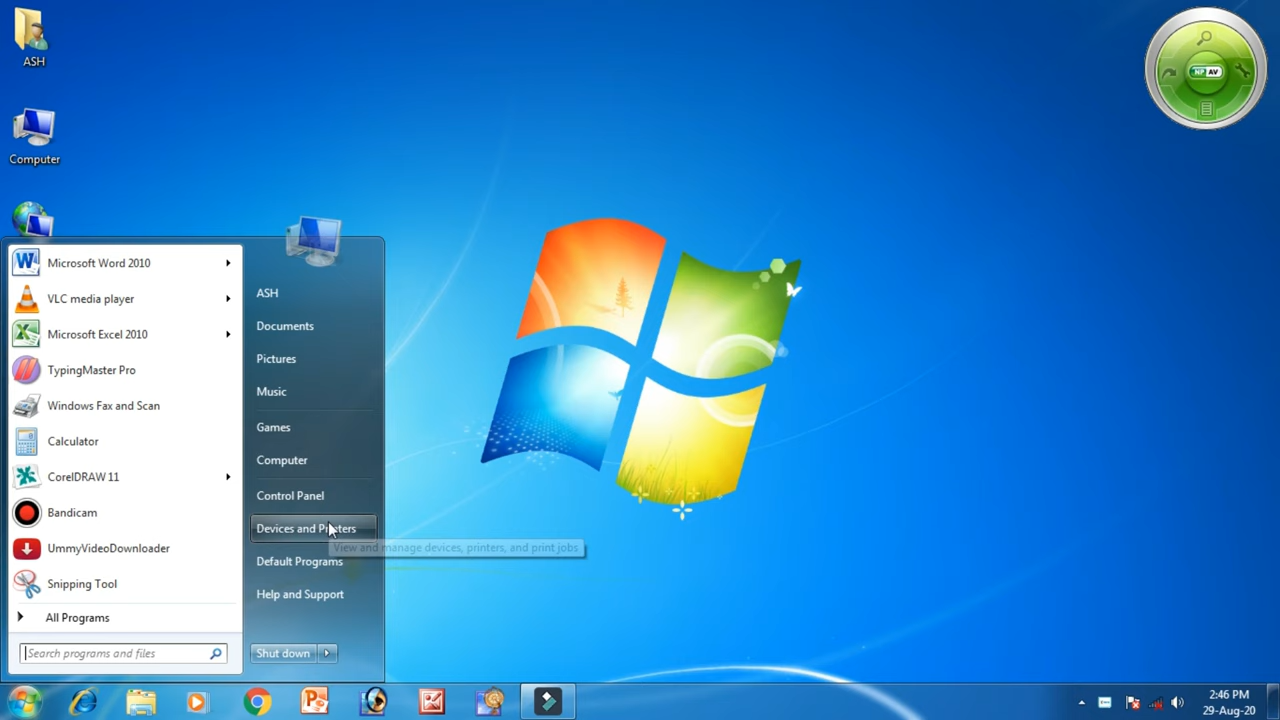 ASH
Computer
NP AV
Microsoft Word 2010
VLC media player
Microsoft Excel 2010
TypingMaster Pro
Windows Fax and Scan
Calculator
CorelDRAW 11
Bandicam
UmmyVideoDownloader
Snipping Tool
All Programs
Search programs and files
ASH
Documents
Pictures
Music
Games
Computer
Control Panel
Devices and Printers
View and manage devices, printers, and print jobs
Default Programs
Help and Support
Shut down
2:46 PM
29-Aug-20